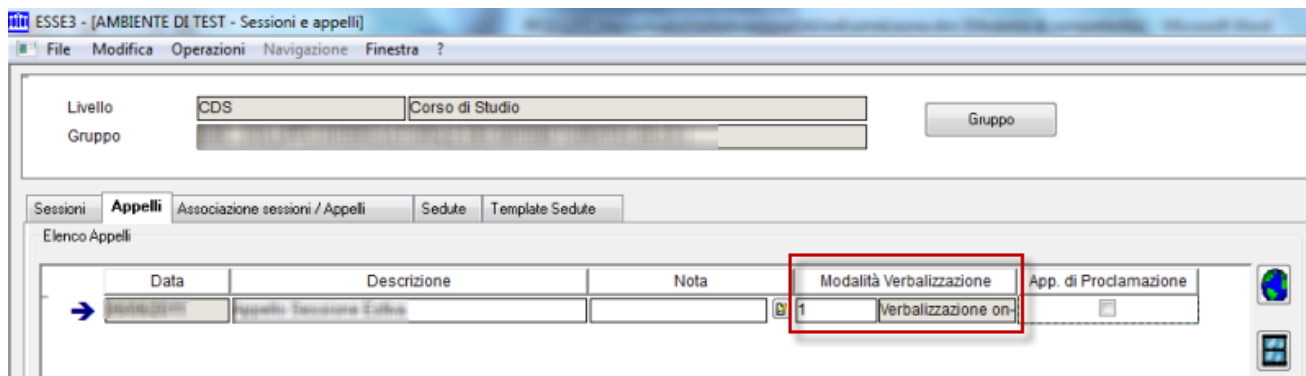 ESSE3 - [AMBIENTE DI TEST - Sessioni e appelli]
File Modifica Operazioni Navigazione Finestra ?
Livello CDS Corso di Studio
Gruppo
Gruppo
Sessioni Appelli Associazione sessioni / Appelli Sedute Template Sedute
Elenco Appelli
Data Descrizione Nota Modalità Verbalizzazione App. di Proclamazione
1 Verbalizzazione on-